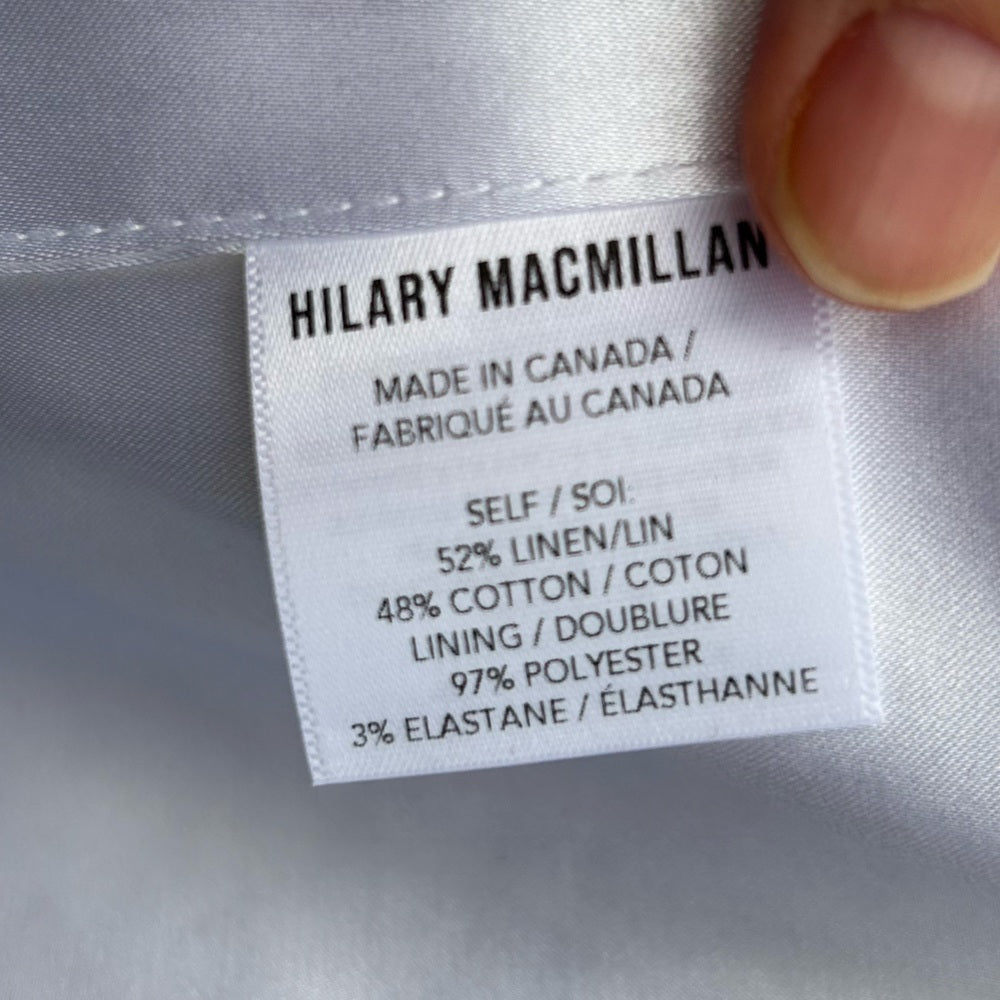 HILARY MACMILLAN
MADE IN CANADA /
FABRIQUÉ AU CANADA
SELF / SOI:
52% LINEN/LIN
48% COTTON / COTON
LINING / DOUBLURE
97% POLYESTER
3% ELASTANE / ÉLASTHANNE